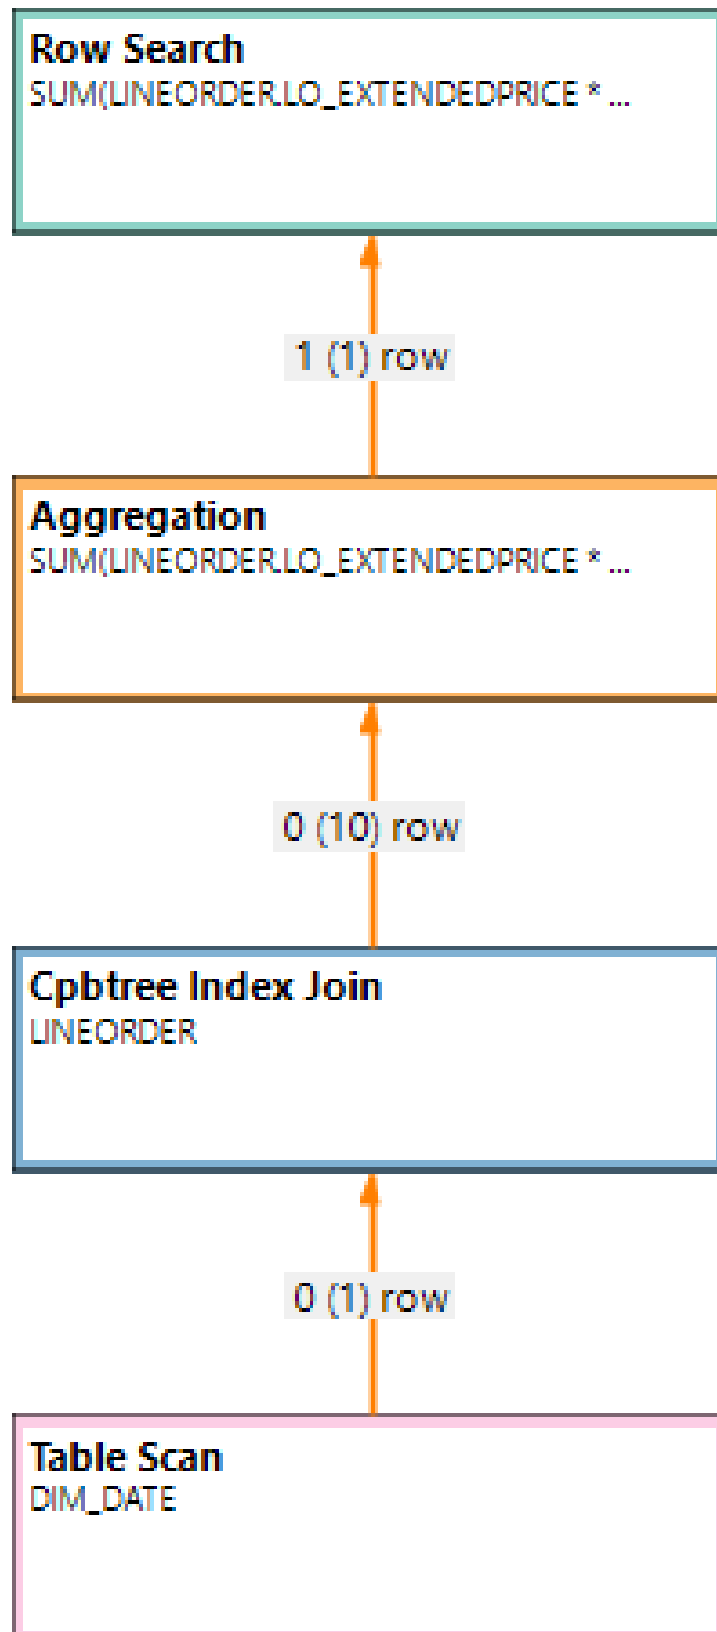 Row Search
SUM(LINEORDER.LO_EXTENDEDPRICE * ...
1 (1) row
Aggregation
SUM(LINEORDER.LO_EXTENDEDPRICE * ...
0 (10) row
Cpbtree Index Join
LINEORDER
0 (1) row
Table Scan
DIM_DATE